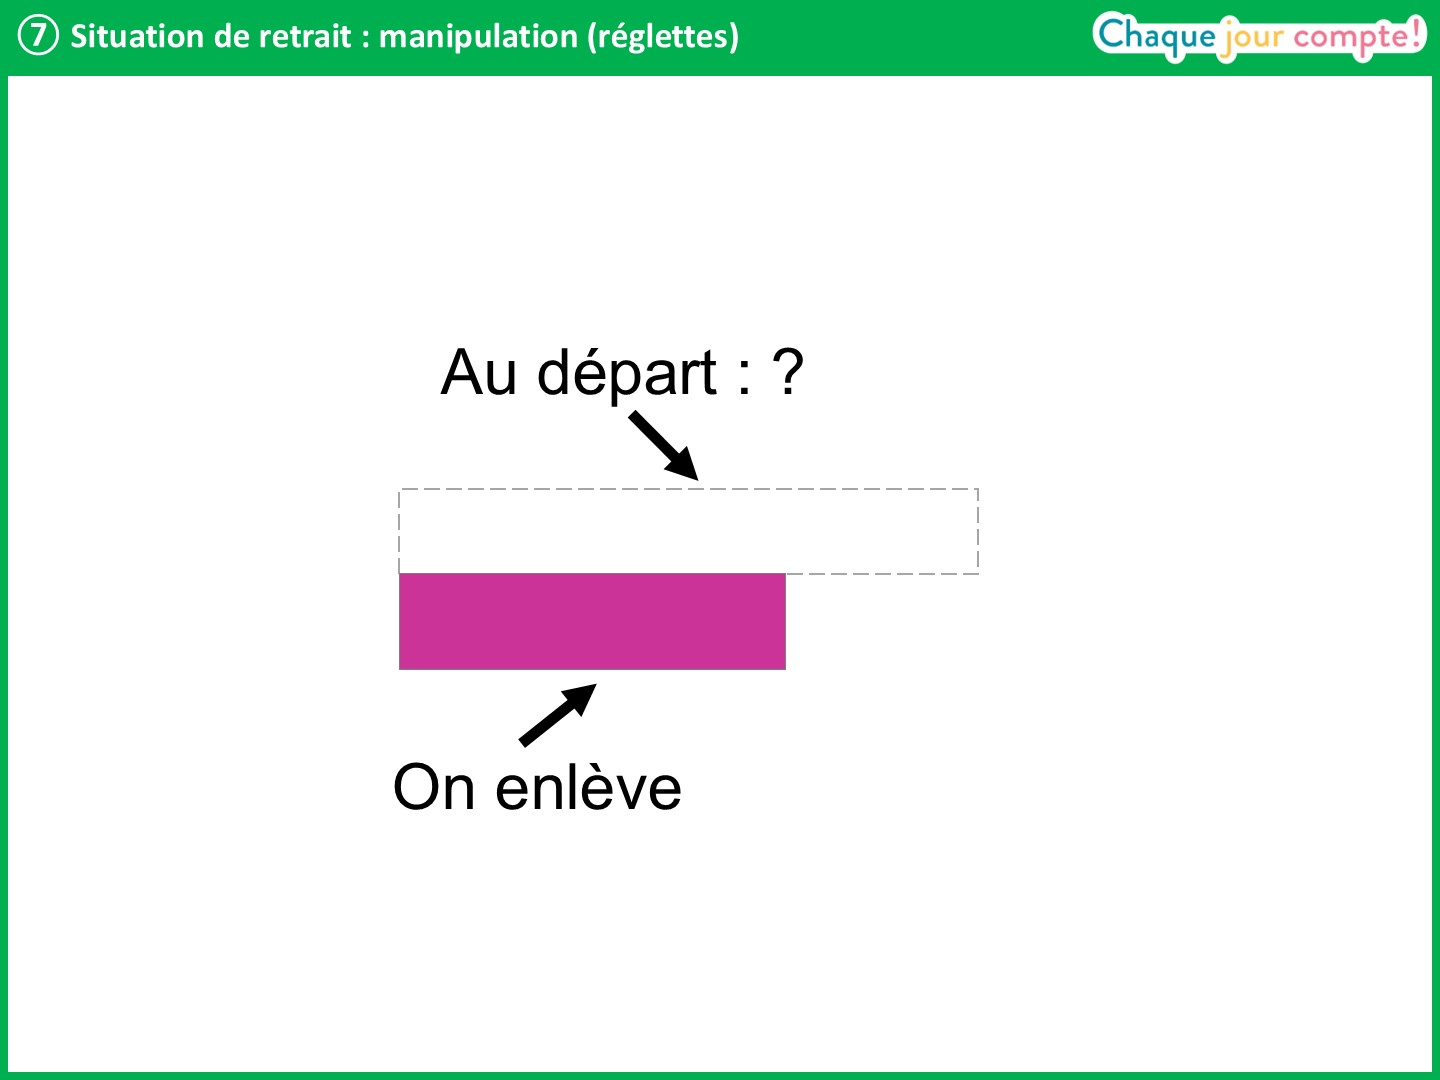 ⑦ Situation de retrait : manipulation (réglettes)
Chaque jour compte!
Au départ : ?
On enlève